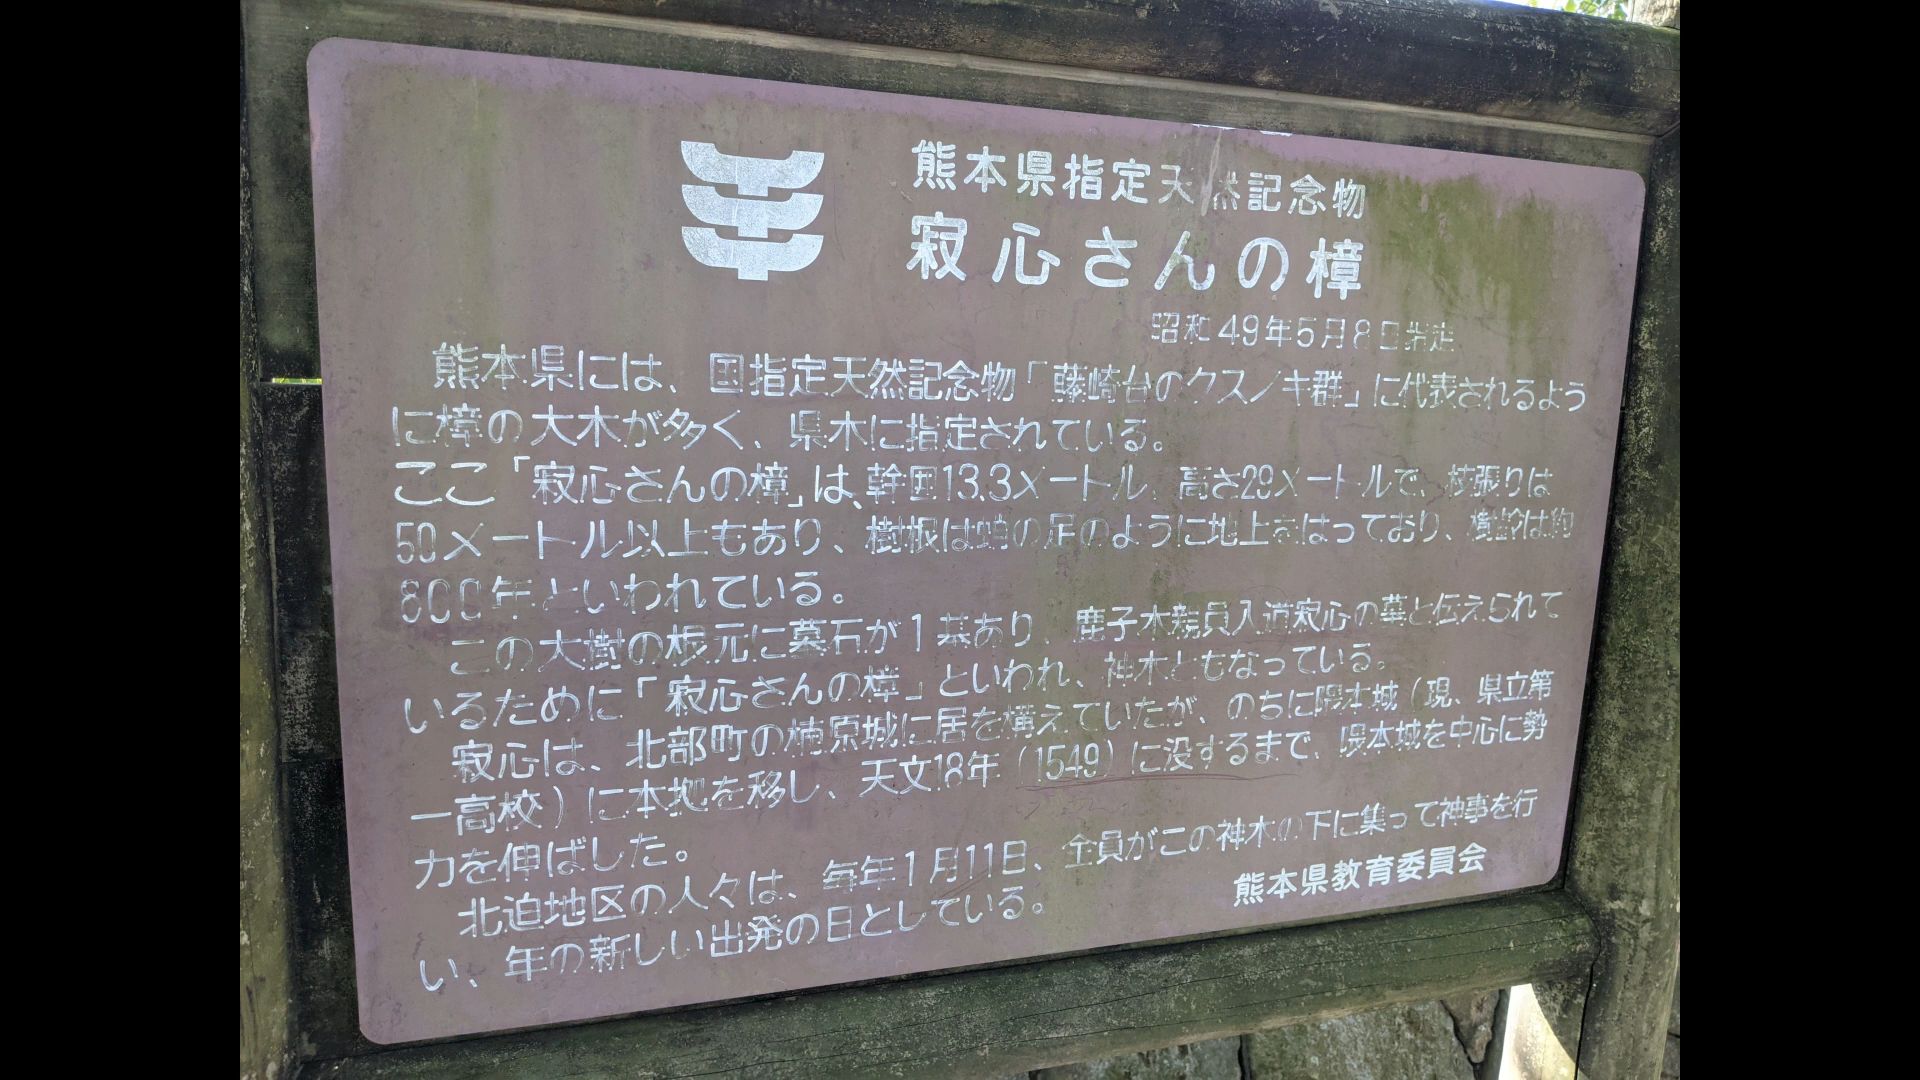 熊本県指定天然記念物
寂心さんの樟
昭和49年5月8日指定
熊本県には、国指定天然記念物「藤崎台のクスノキ群」に代表されるよう
に樟の大木が多く、県木に指定されている。
ここ「寂心さんの樟」は、幹囲13.3メートル、高さ29メートルで、枝張りは
50メートル以上もあり、樹根は蛸の足のように地上をはっており、樹齢は約
800年といわれている。
この大樹の根元に墓石が1基あり、鹿子木親員入道寂心の墓と伝えられて
いるために「寂心さんの樟」といわれ、神木ともなっている。
寂心は、北部町の楠原城に居を構えていたが、のちに隈本城(現、県立第
一高校)に本拠を移し、天文18年(1549)に没するまで、隈本城を中心に勢
力を伸ばした。
北迫地区の人々は、毎年1月11日、全員がこの神木の下に集って神事を行
い、年の新しい出発の日としている。
熊本県教育委員会